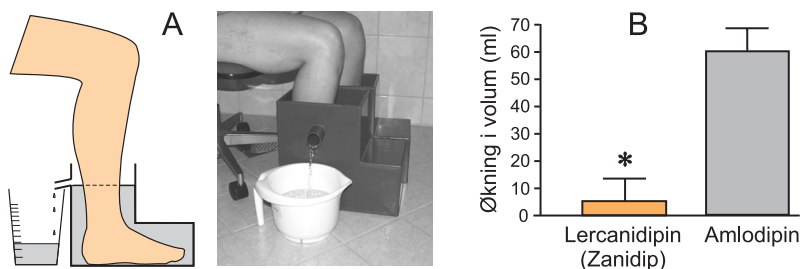 A
B
Økning i volum (ml)
70
60
50
40
30
20
10
0
*
Lercanidipin
(Zanidip)
Amlodipin